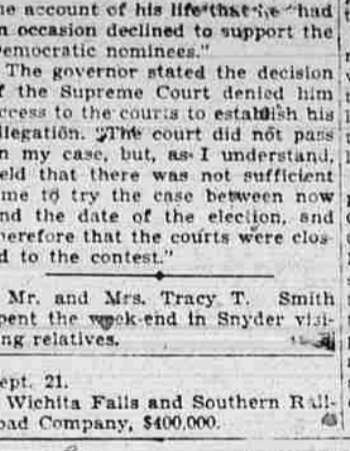 he account of his life that he "had
n occasion declined to support the
emocratic nominees."
The governor stated the decision
f the Supreme Court denied him
ccess to the courts to establish his
llegation. "The court did not pass
n my case, but, as I understand,
eld that there was not sufficient
me to try the case between now
nd the date of the election, and
herefore that the courts were clos-
d to the contest."
Mr. and Mrs. Tracy T. Smith
pent the week-end in Snyder visi-
ng relatives.
ept. 21.
Wichita Falls and Southern Rail-
oad Company, $400,000.